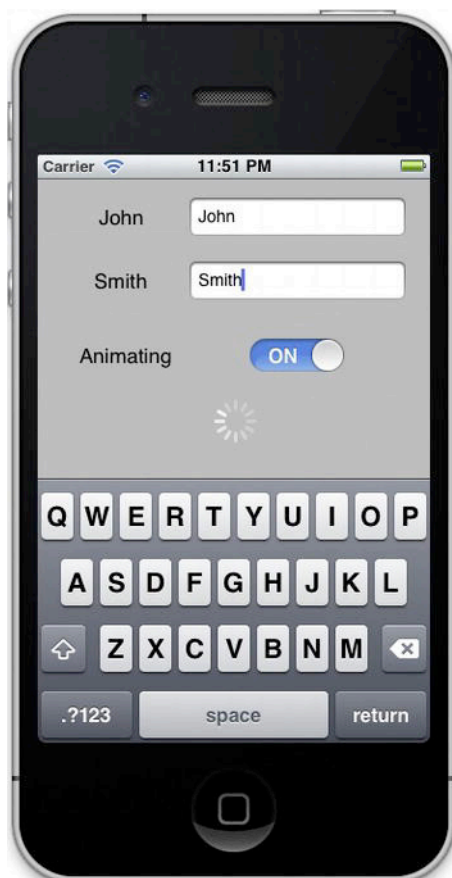 Carrier 11:51 PM
John John
Smith Smith
Animating ON
Q W E R T Y U I O P
A S D F G H J K L
Z X C V B N M
.?123 space return